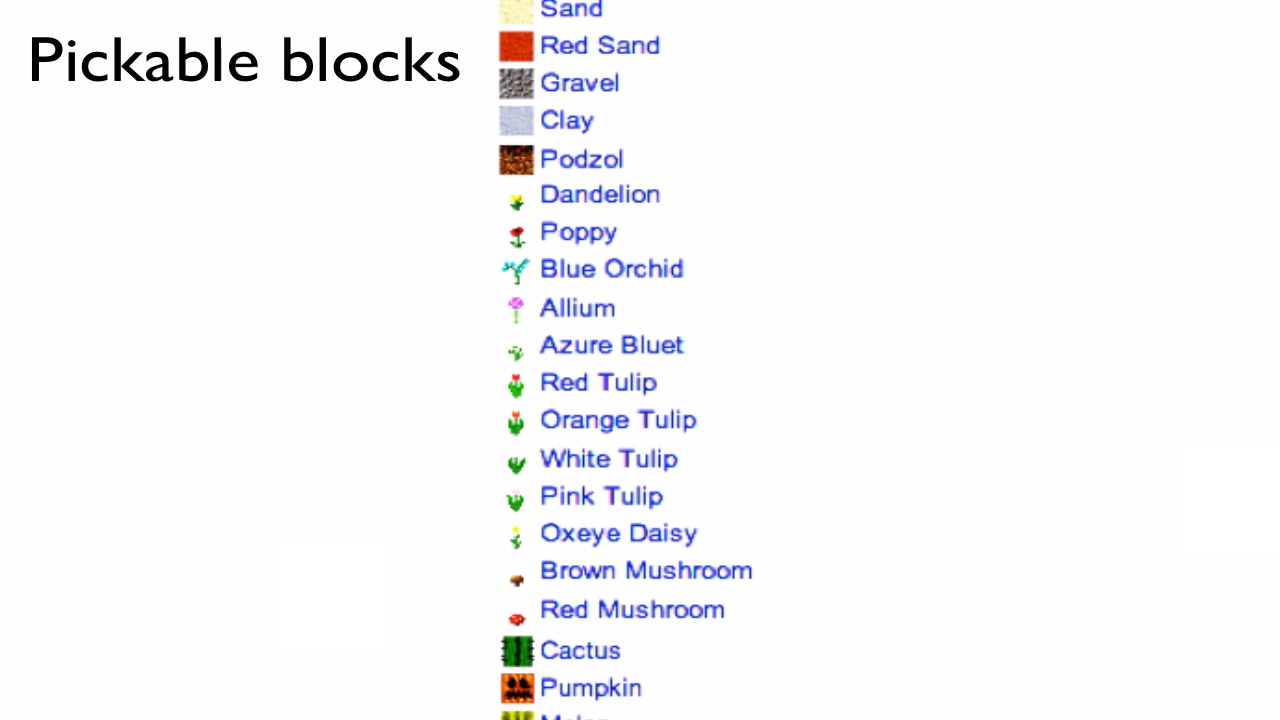 Pickable blocks
Sand
Red Sand
Gravel
Clay
Podzol
Dandelion
Poppy
Blue Orchid
Allium
Azure Bluet
Red Tulip
Orange Tulip
White Tulip
Pink Tulip
Oxeye Daisy
Brown Mushroom
Red Mushroom
Cactus
Pumpkin